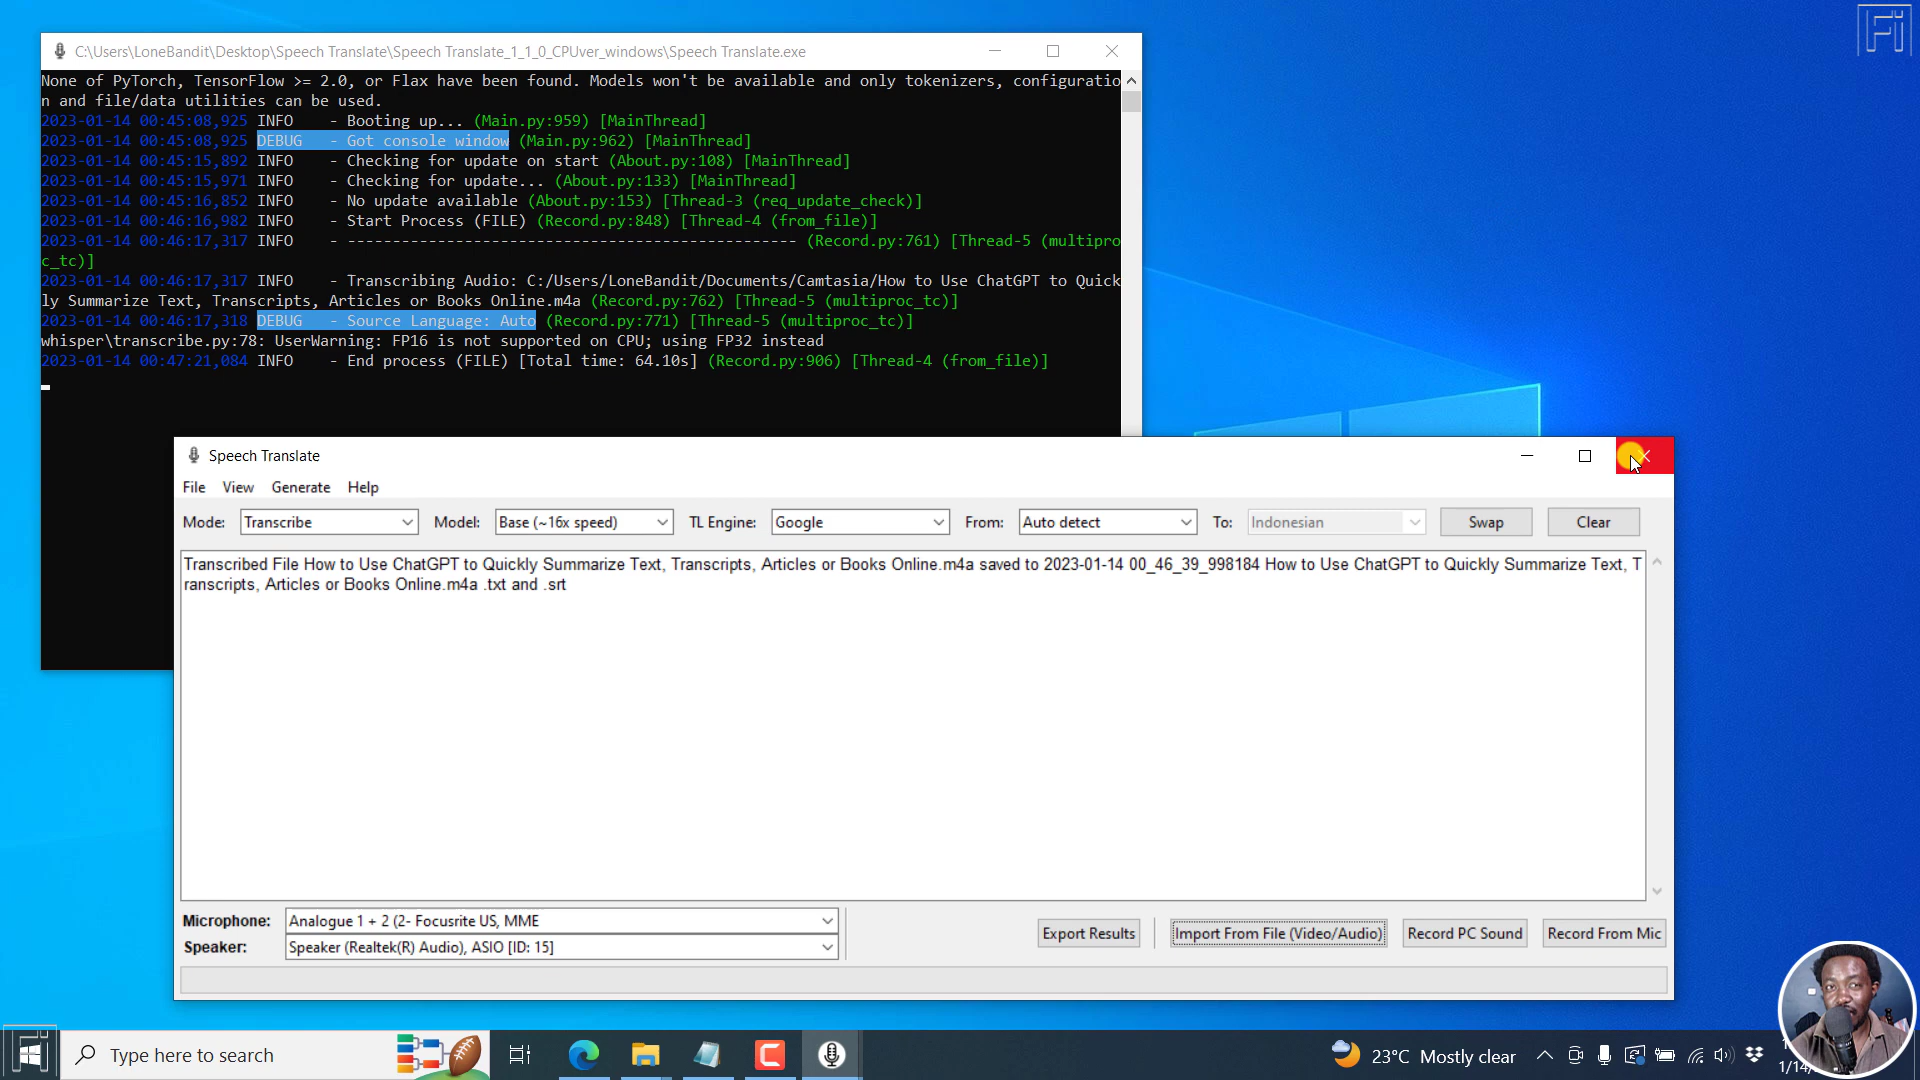 C:\Users\LoneBandit\Desktop\Speech Translate\Speech Translate_1_1_0_CPUver_windows\Speech Translate.exe
None of PyTorch, TensorFlow >= 2.0, or Flax have been found. Models won't be available and only tokenizers, configuratio
n and file/data utilities can be used.
2023-01-14 00:45:08,925 INFO - Booting up... (Main.py:959) [MainThread]
2023-01-14 00:45:08,925 DEBUG - Got console window (Main.py:962) [MainThread]
2023-01-14 00:45:15,892 INFO - Checking for update on start (About.py:108) [MainThread]
2023-01-14 00:45:15,971 INFO - Checking for update... (About.py:133) [MainThread]
2023-01-14 00:45:16,852 INFO - No update available (About.py:153) [Thread-3 (req_update_check)]
2023-01-14 00:46:16,982 INFO - Start Process (FILE) (Record.py:848) [Thread-4 (from_file)]
2023-01-14 00:46:17,317 INFO - -------------------------------------------------- (Record.py:761) [Thread-5 (multipro
c_tc)]
2023-01-14 00:46:17,317 INFO - Transcribing Audio: C:/Users/LoneBandit/Documents/Camtasia/How to Use ChatGPT to Quick
ly Summarize Text, Transcripts, Articles or Books Online.m4a (Record.py:762) [Thread-5 (multiproc_tc)]
2023-01-14 00:46:17,318 DEBUG - Source Language: Auto (Record.py:771) [Thread-5 (multiproc_tc)]
whisper\transcribe.py:78: UserWarning: FP16 is not supported on CPU; using FP32 instead
2023-01-14 00:47:21,084 INFO - End process (FILE) [Total time: 64.10s] (Record.py:906) [Thread-4 (from_file)]
Speech Translate
File View Generate Help
Mode: Transcribe Model: Base (~16x speed) TL Engine: Google From: Auto detect To: Indonesian Swap Clear
Transcribed File How to Use ChatGPT to Quickly Summarize Text, Transcripts, Articles or Books Online.m4a saved to 2023-01-14 00_46_39_998184 How to Use ChatGPT to Quickly Summarize Text, T
ranscripts, Articles or Books Online.m4a .txt and .srt
Microphone: Analogue 1 + 2 (2- Focusrite US, MME
Speaker: Speaker (Realtek(R) Audio), ASIO [ID: 15]
Export Results Import From File (Video/Audio) Record PC Sound Record From Mic
Type here to search
23°C Mostly clear
Fi